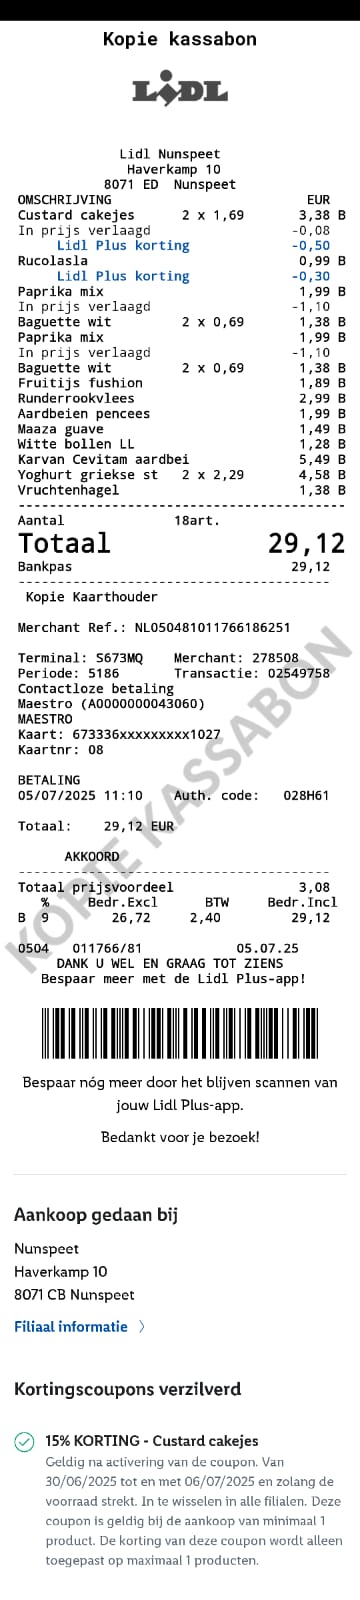 Kopie kassabon
LIDL
Lidl Nunspeet
Haverkamp 10
8071 ED Nunspeet
OMSCHRIJVING EUR
Custard cakejes 2 x 1,69 3,38 B
In prijs verlaagd -0,08
Lidl Plus korting -0,50
Rucolasla 0,99 B
Lidl Plus korting -0,30
Paprika mix 1,99 B
In prijs verlaagd -1,10
Baguette wit 2 x 0,69 1,38 B
Paprika mix 1,99 B
In prijs verlaagd -1,10
Baguette wit 2 x 0,69 1,38 B
Fruitijs fushion 1,89 B
Runderrookvlees 2,99 B
Aardbeien pencees 1,99 B
Maaza guave 1,49 B
Witte bollen LL 1,28 B
Karvan Cevitam aardbei 5,49 B
Yoghurt griekse st 2 x 2,29 4,58 B
Vruchtenhagel 1,38 B
Aantal 18art.
Totaal 29,12
Bankpas 29,12
Kopie Kaarthouder
Merchant Ref.: NL050481011766186251
Terminal: S673MQ Merchant: 278508
Periode: 5186 Transactie: 02549758
Contactloze betaling
Maestro (A0000000043060)
MAESTRO
Kaart: 673336xxxxxxxxx1027
Kaartnr: 08
BETALING
05/07/2025 11:10 Auth. code: 028H61
Totaal: 29,12 EUR
AKKOORD
KOPIE KASSABON
Totaal prijsvoordeel 3,08
% Bedr.Excl BTW Bedr.Incl
B 9 26,72 2,40 29,12
0504 011766/81 05.07.25
DANK U WEL EN GRAAG TOT ZIENS
Bespaar meer met de Lidl Plus-app!
Bespaar nóg meer door het blijven scannen van
jouw Lidl Plus-app.
Bedankt voor je bezoek!
Aankoop gedaan bij
Nunspeet
Haverkamp 10
8071 CB Nunspeet
Filiaal informatie
Kortingscoupons verzilverd
15% KORTING - Custard cakejes
Geldig na activering van de coupon. Van
30/06/2025 tot en met 06/07/2025 en zolang de
voorraad strekt. In te wisselen in alle filialen. Deze
coupon is geldig bij de aankoop van minimaal 1
product. De korting van deze coupon wordt alleen
toegepast op maximaal 1 producten.